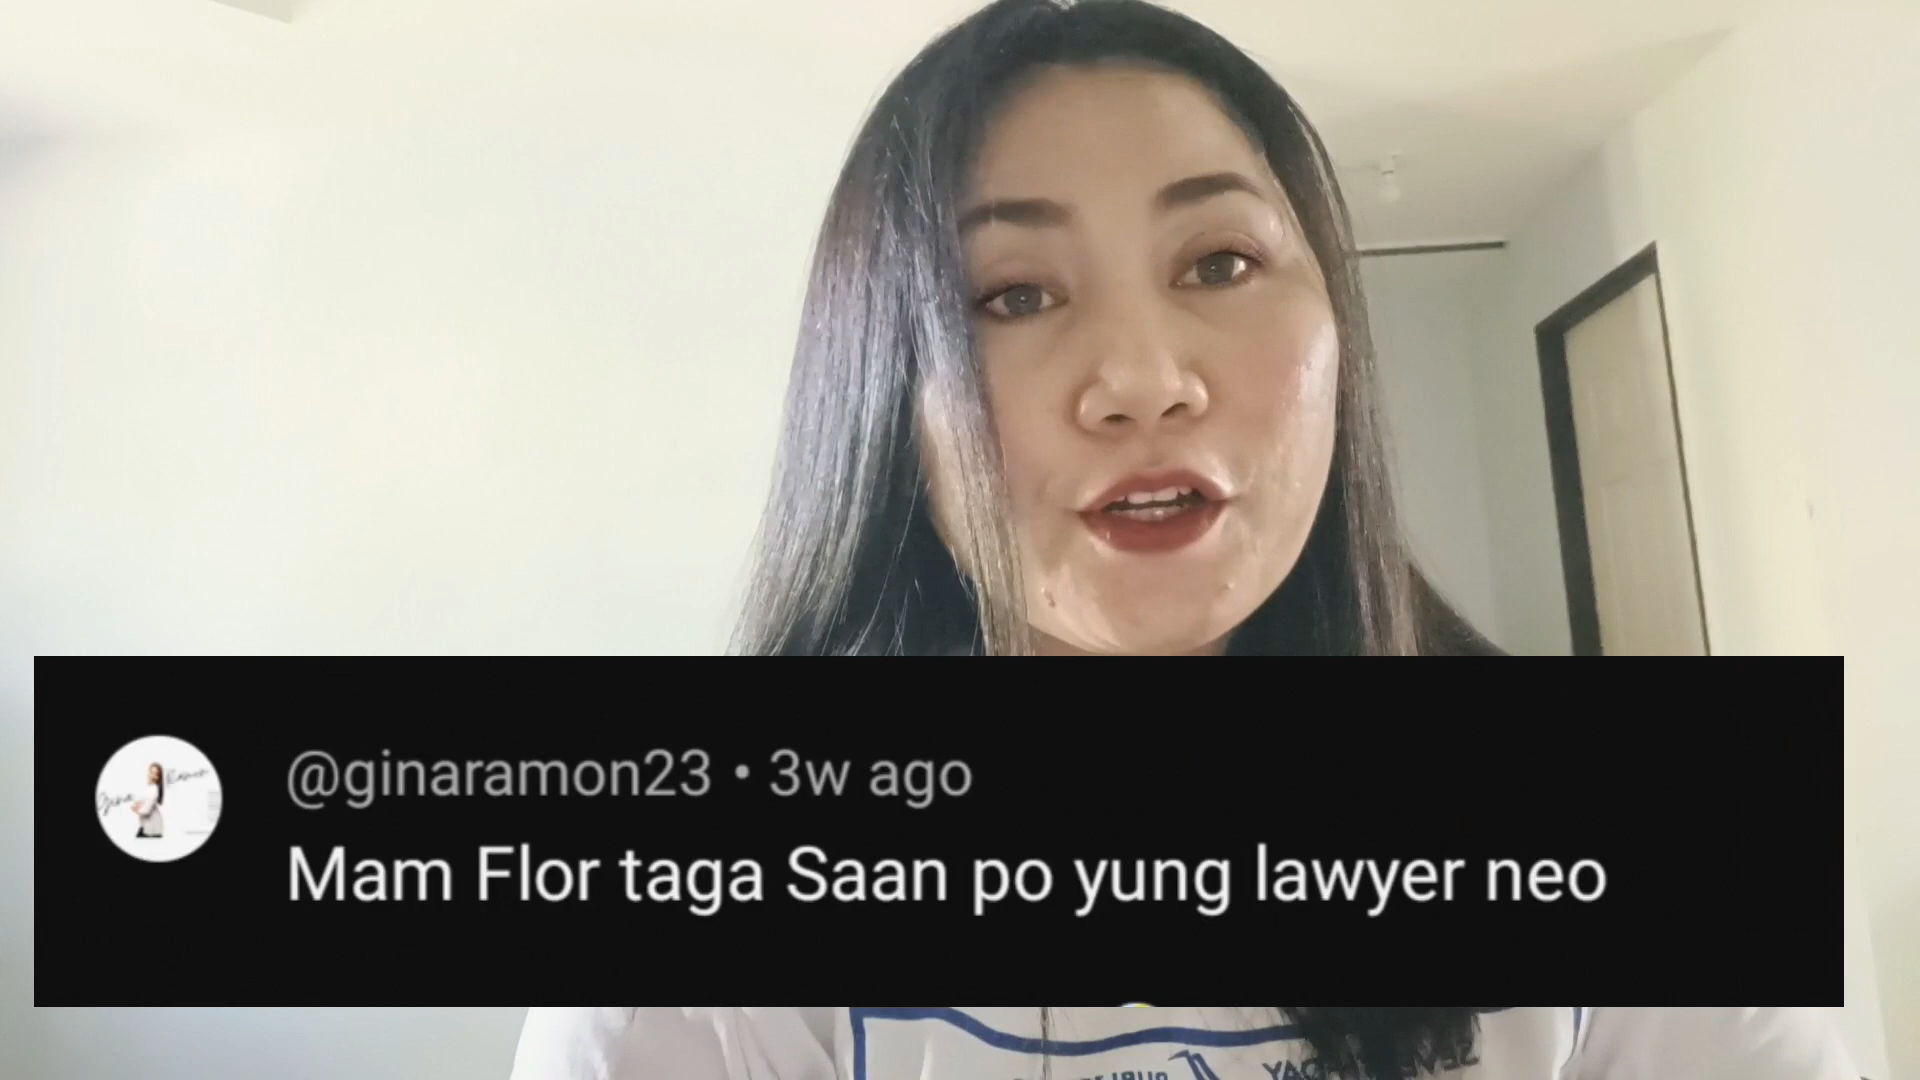 @ginaramon23 • 3w ago
Mam Flor taga Saan po yung lawyer neo